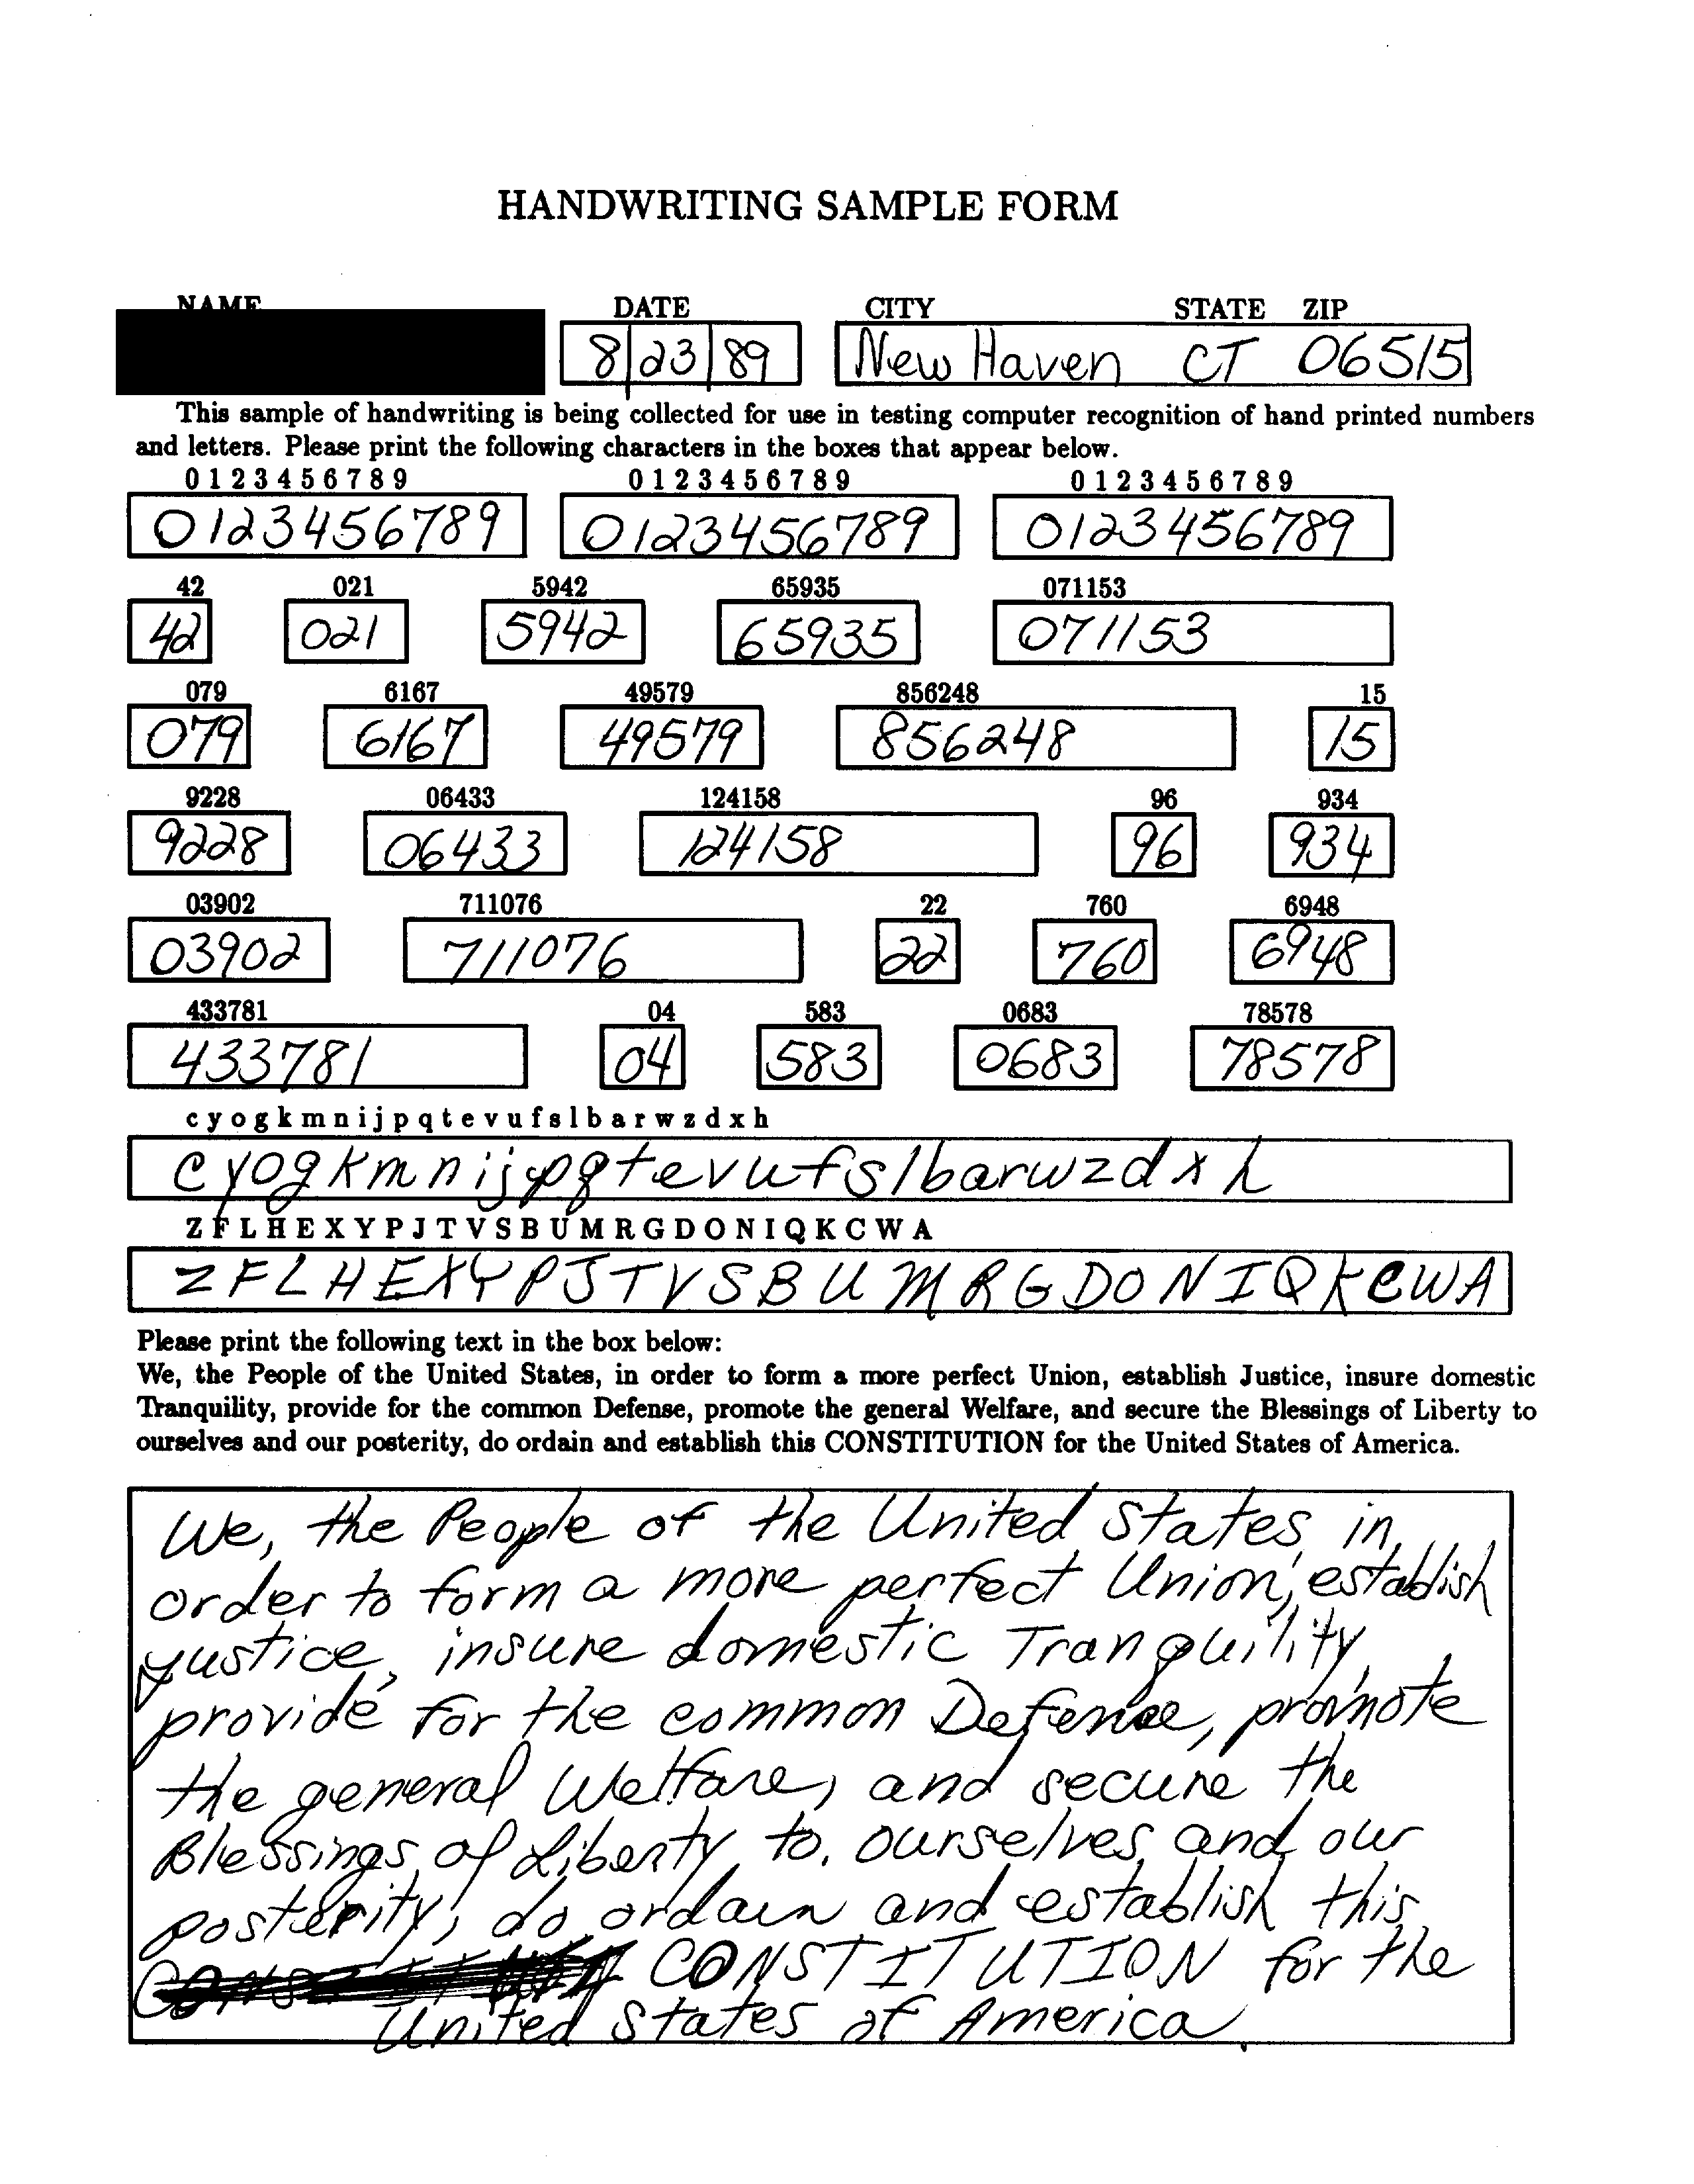 HANDWRITING SAMPLE FORM
NAME DATE CITY STATE ZIP
8/23/89 New Haven CT 06515
This sample of handwriting is being collected for use in testing computer recognition of hand printed numbers
and letters. Please print the following characters in the boxes that appear below.
0 1 2 3 4 5 6 7 8 9 0 1 2 3 4 5 6 7 8 9 0 1 2 3 4 5 6 7 8 9
0123456789 0123456789 0123456789
42 021 5942 65935 071153
42 021 5942 65935 071153
079 6167 49579 856248 15
079 6167 49579 856248 15
9228 06433 124158 96 934
9228 06433 124158 96 934
03902 711076 22 760 6948
03902 711076 22 760 6948
433781 04 583 0683 78578
433781 04 583 0683 78578
c y o g k m n i j p q t e v u f s l b a r w z d x h
cyogkmnijpqtevufslbarwzdxh
Z F L H E X Y P J T V S B U M R G D O N I Q K C W A
ZFLHEXYPJTVSBUMRGDONIQKCWA
Please print the following text in the box below:
We, the People of the United States, in order to form a more perfect Union, establish Justice, insure domestic
Tranquility, provide for the common Defense, promote the general Welfare, and secure the Blessings of Liberty to
ourselves and our posterity, do ordain and establish this CONSTITUTION for the United States of America.
We, the People of the United States, in
order to form a more perfect Union, establish
justice, insure domestic Tranquility,
provide for the common Defense, promote
the general Welfare, and secure the
Blessings of Liberty to ourselves and our
posterity, do ordain and establish this
CONSTITUTION for the
United States of America.